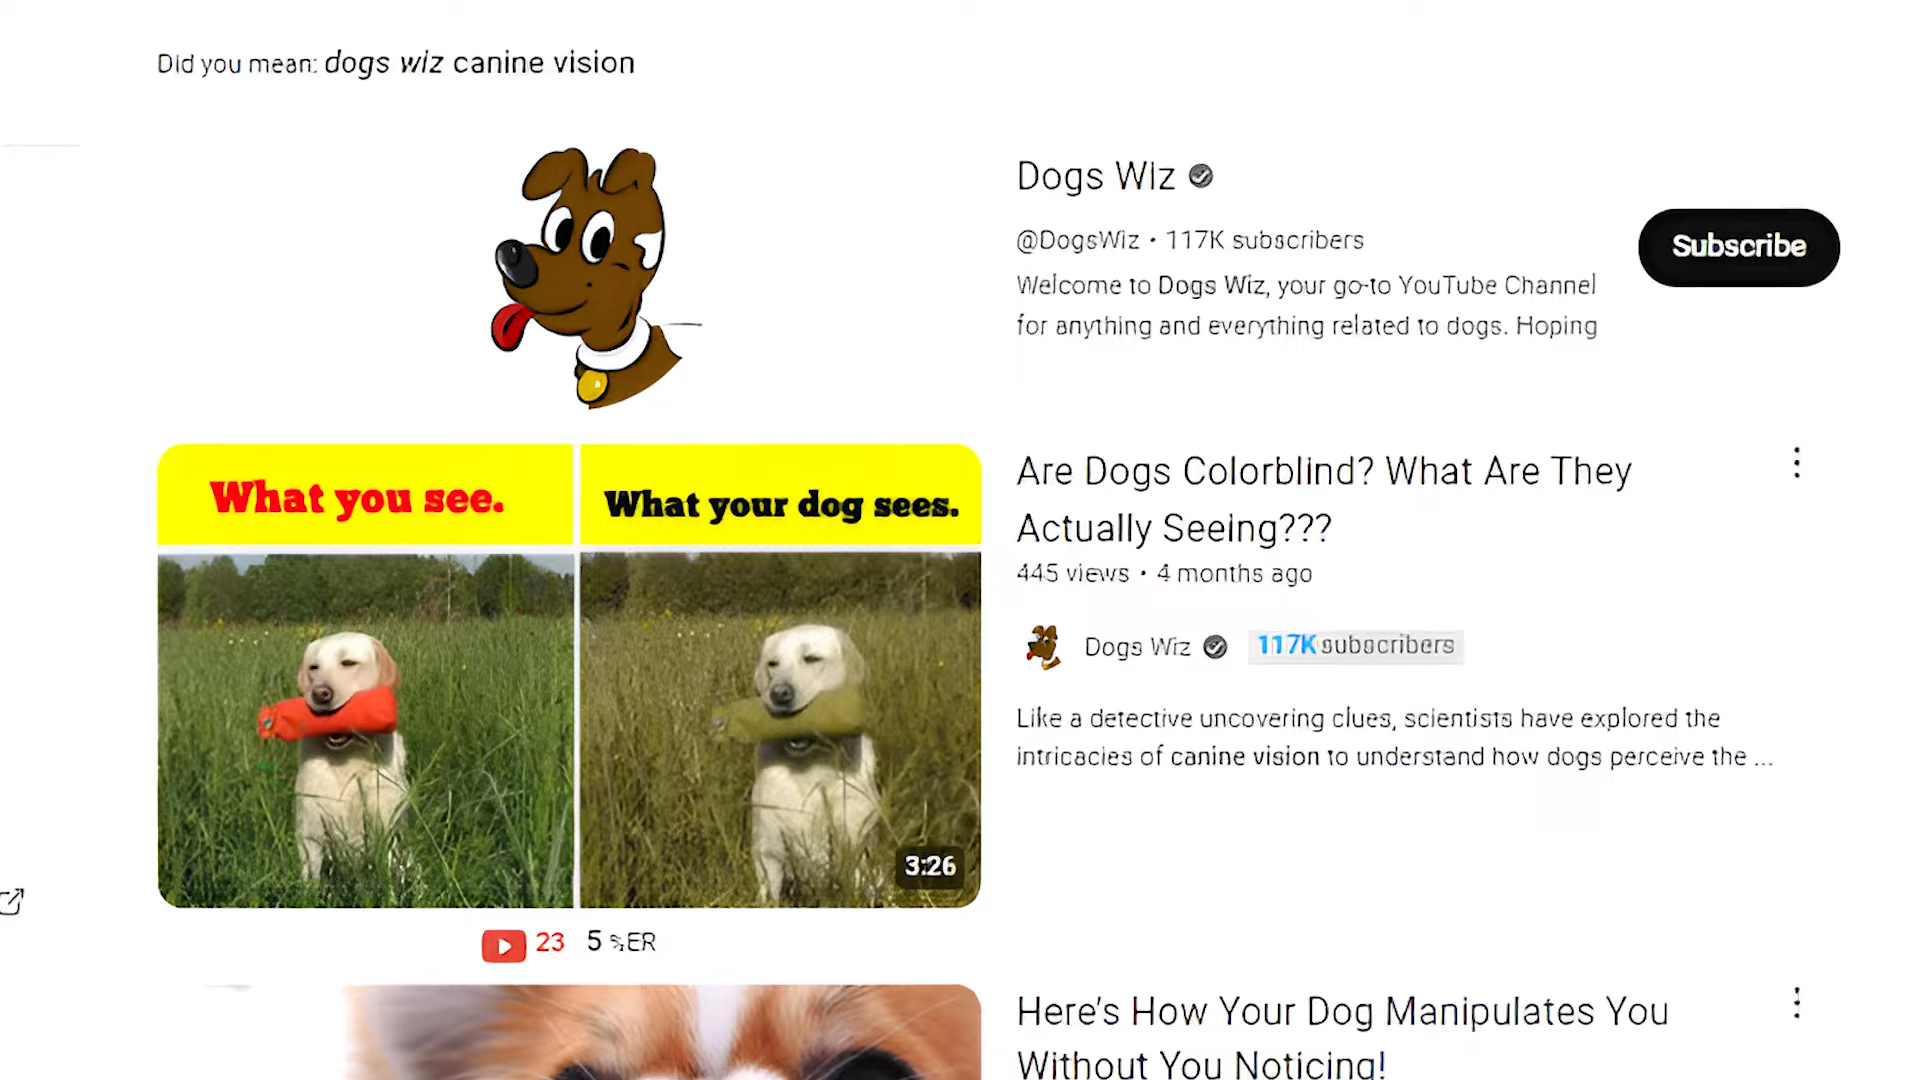 Did you mean: dogs wiz canine vision
Dogs Wiz
@DogsWiz • 117K subscribers
Subscribe
Welcome to Dogs Wiz, your go-to YouTube Channel
for anything and everything related to dogs. Hoping
What you see.
What your dog sees.
3:26
Are Dogs Colorblind? What Are They
Actually Seeing???
445 views • 4 months ago
Dogs Wiz
117K subscribers
Like a detective uncovering clues, scientists have explored the
intricacies of canine vision to understand how dogs perceive the ...
23 5 %ER
Here's How Your Dog Manipulates You
Without You Noticing!